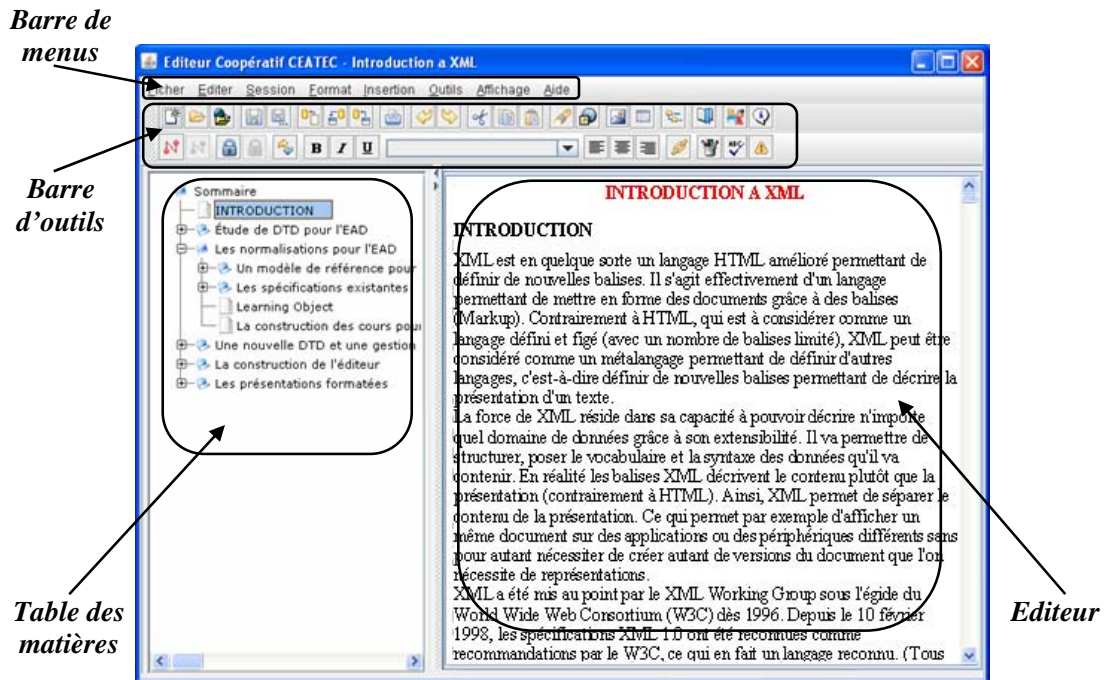 Barre de
menus
Editeur Coopératif CEATEC - Introduction a XML
Ficher Editer Session Format Insertion Outils Affichage Aide
B I U
Barre
d'outils
Sommaire
INTRODUCTION
Étude de DTD pour l'EAD
Les normalisations pour l'EAD
Un modèle de référence pour
Les spécifications existantes
Learning Object
La construction des cours pour
Une nouvelle DTD et une gestion
La construction de l'éditeur
Les présentations formatées
INTRODUCTION A XML
INTRODUCTION
XML est en quelque sorte un langage HTML amélioré permettant de
définir de nouvelles balises. Il s'agit effectivement d'un langage
permettant de mettre en forme des documents grâce à des balises
(Markup). Contrairement à HTML, qui est à considérer comme un
langage défini et figé (avec un nombre de balises limité), XML peut être
considéré comme un métalangage permettant de définir d'autres
langages, c'est-à-dire définir de nouvelles balises permettant de décrire la
présentation d'un texte.
La force de XML réside dans sa capacité à pouvoir décrire n'importe
quel domaine de données grâce à son extensibilité. Il va permettre de
structurer, poser le vocabulaire et la syntaxe des données qu'il va
contenir. En réalité les balises XML décrivent le contenu plutôt que la
présentation (contrairement à HTML). Ainsi, XML permet de séparer le
contenu de la présentation. Ce qui permet par exemple d'afficher un
même document sur des applications ou des périphériques différents sans
pour autant nécessiter de créer autant de versions du document que l'on
nécessite de représentations.
XML a été mis au point par le XML Working Group sous l'égide du
World Wide Web Consortium (W3C) dès 1996. Depuis le 10 février
1998, les spécifications XML 1.0 ont été reconnues comme
recommandations par le W3C, ce qui en fait un langage reconnu. (Tous
Table des
matières
Editeur